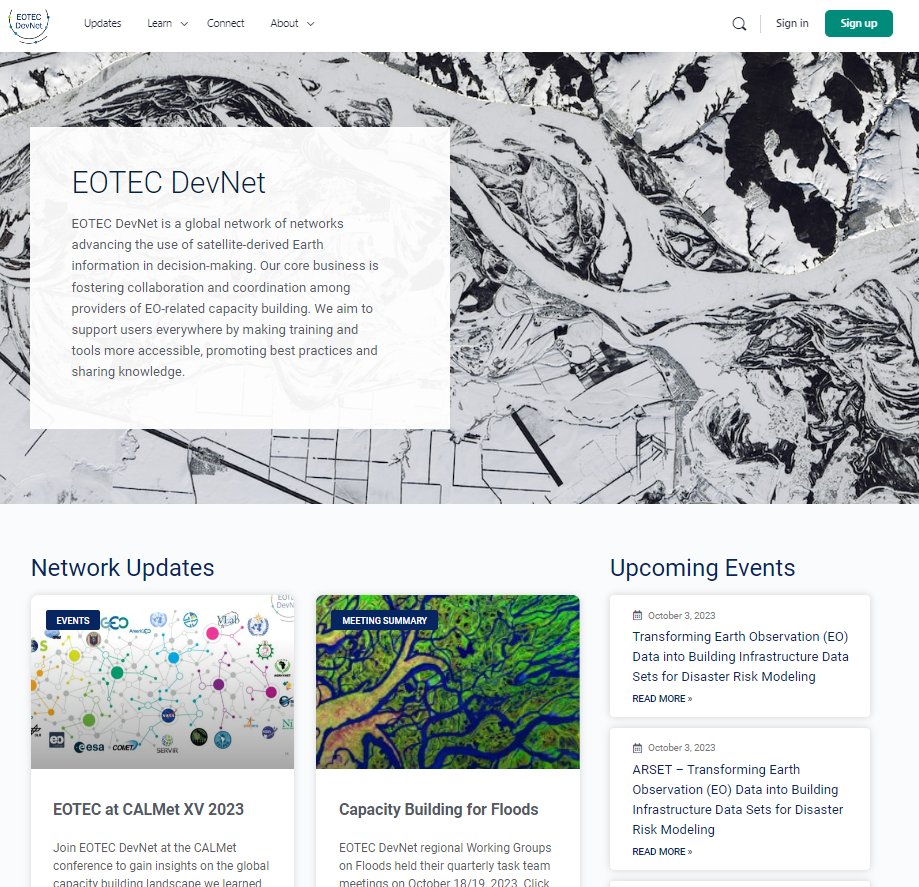 EOTEC
DevNet
Updates
Learn
Connect
About
Sign in
Sign up
EOTEC DevNet
EOTEC DevNet is a global network of networks
advancing the use of satellite-derived Earth
information in decision-making. Our core business is
fostering collaboration and coordination among
providers of EO-related capacity building. We aim to
support users everywhere by making training and
tools more accessible, promoting best practices and
sharing knowledge.
Network Updates
EVENTS
GEO
AmeriGEO
VLab
NASA
esa
COMET
SERVIR
EOTEC at CALMet XV 2023
Join EOTEC DevNet at the CALMet
conference to gain insights on the global
capacity building landscape we learned
MEETING SUMMARY
Capacity Building for Floods
EOTEC DevNet regional Working Groups
on Floods held their quarterly task team
meetings on October 18/19, 2023. Click
Upcoming Events
October 3, 2023
Transforming Earth Observation (EO)
Data into Building Infrastructure Data
Sets for Disaster Risk Modeling
READ MORE »
October 3, 2023
ARSET – Transforming Earth
Observation (EO) Data into Building
Infrastructure Data Sets for Disaster
Risk Modeling
READ MORE »